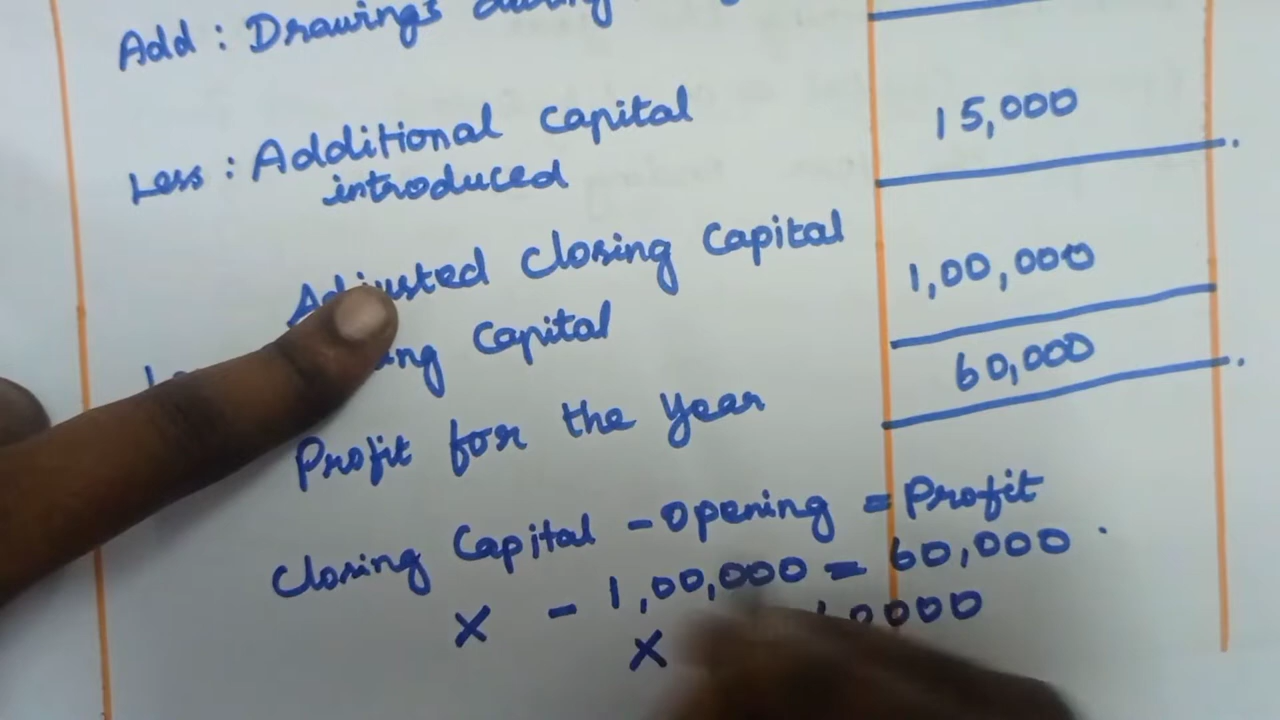 Add : Drawings during
15,000
Less : Additional capital
introduced
Adjusted closing capital
1,00,000
capital
60,000
Profit for the year
Closing Capital - Opening = Profit
X - 1,00,000 = 60,000
X